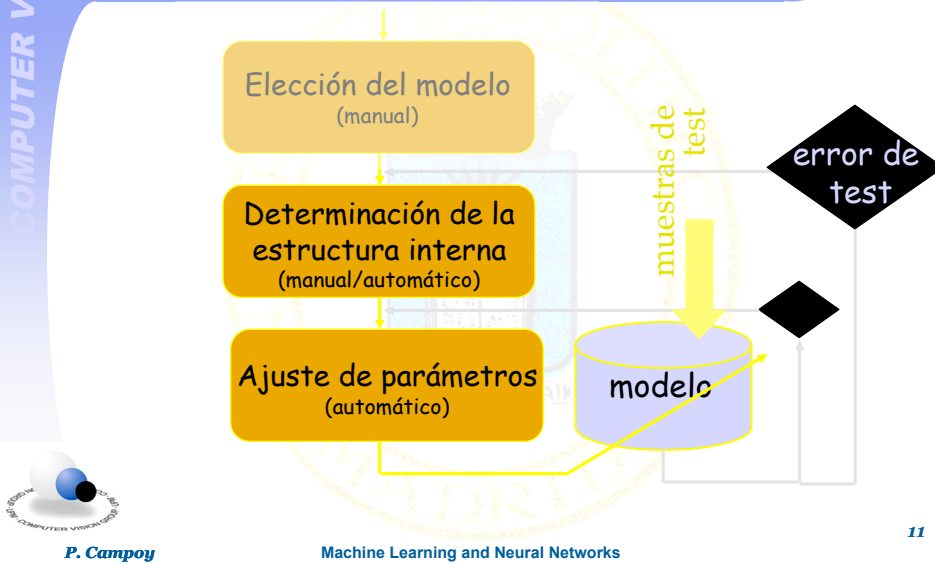 COMPUTER V
Elección del modelo
(manual)
muestras de
test
error de
test
Determinación de la
estructura interna
(manual/automático)
Ajuste de parámetros
(automático)
modelo
MADRID
COMPUTER VISION GROUP
11
P. Campoy
Machine Learning and Neural Networks